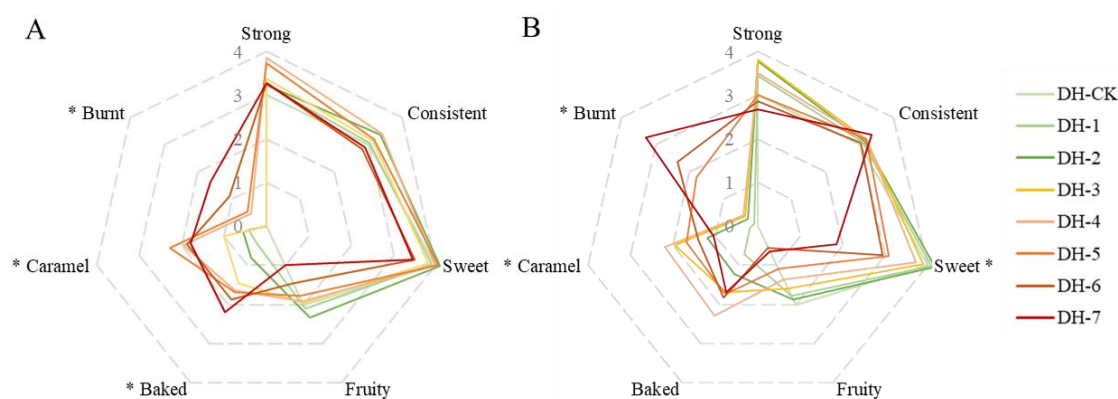 A
Strong
4
3
2
1
0
Consistent
Sweet
Fruity
* Baked
* Caramel
* Burnt
B
Strong
4
3
2
1
0
Consistent
Sweet *
Fruity
Baked
* Caramel
* Burnt
DH-CK
DH-1
DH-2
DH-3
DH-4
DH-5
DH-6
DH-7